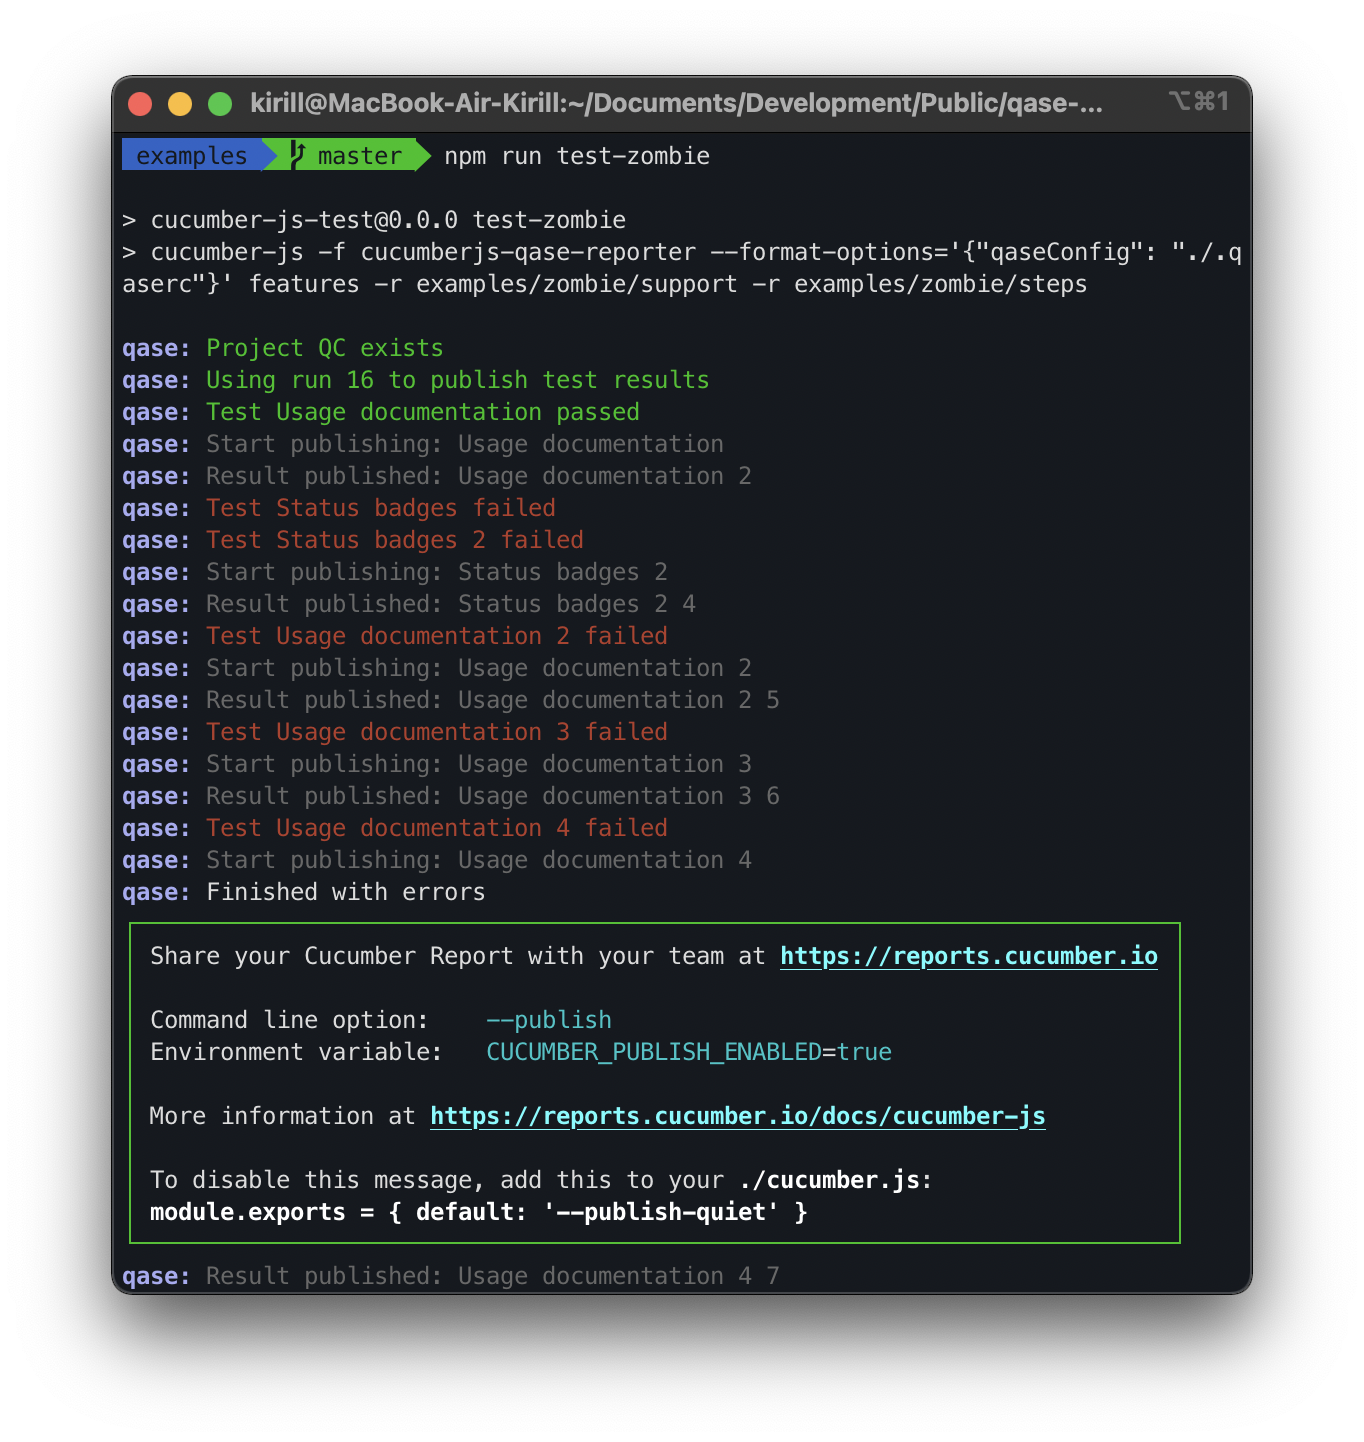 kirill@MacBook-Air-Kirill:~/Documents/Development/Public/qase-... ⌥⌘1
examples master npm run test-zombie
> cucumber-js-test@0.0.0 test-zombie
> cucumber-js -f cucumberjs-qase-reporter --format-options='{"qaseConfig": "./.q
aserc"}' features -r examples/zombie/support -r examples/zombie/steps
qase: Project QC exists
qase: Using run 16 to publish test results
qase: Test Usage documentation passed
qase: Start publishing: Usage documentation
qase: Result published: Usage documentation 2
qase: Test Status badges failed
qase: Test Status badges 2 failed
qase: Start publishing: Status badges 2
qase: Result published: Status badges 2 4
qase: Test Usage documentation 2 failed
qase: Start publishing: Usage documentation 2
qase: Result published: Usage documentation 2 5
qase: Test Usage documentation 3 failed
qase: Start publishing: Usage documentation 3
qase: Result published: Usage documentation 3 6
qase: Test Usage documentation 4 failed
qase: Start publishing: Usage documentation 4
qase: Finished with errors
Share your Cucumber Report with your team at https://reports.cucumber.io
Command line option: --publish
Environment variable: CUCUMBER_PUBLISH_ENABLED=true
More information at https://reports.cucumber.io/docs/cucumber-js
To disable this message, add this to your ./cucumber.js:
module.exports = { default: '--publish-quiet' }
qase: Result published: Usage documentation 4 7